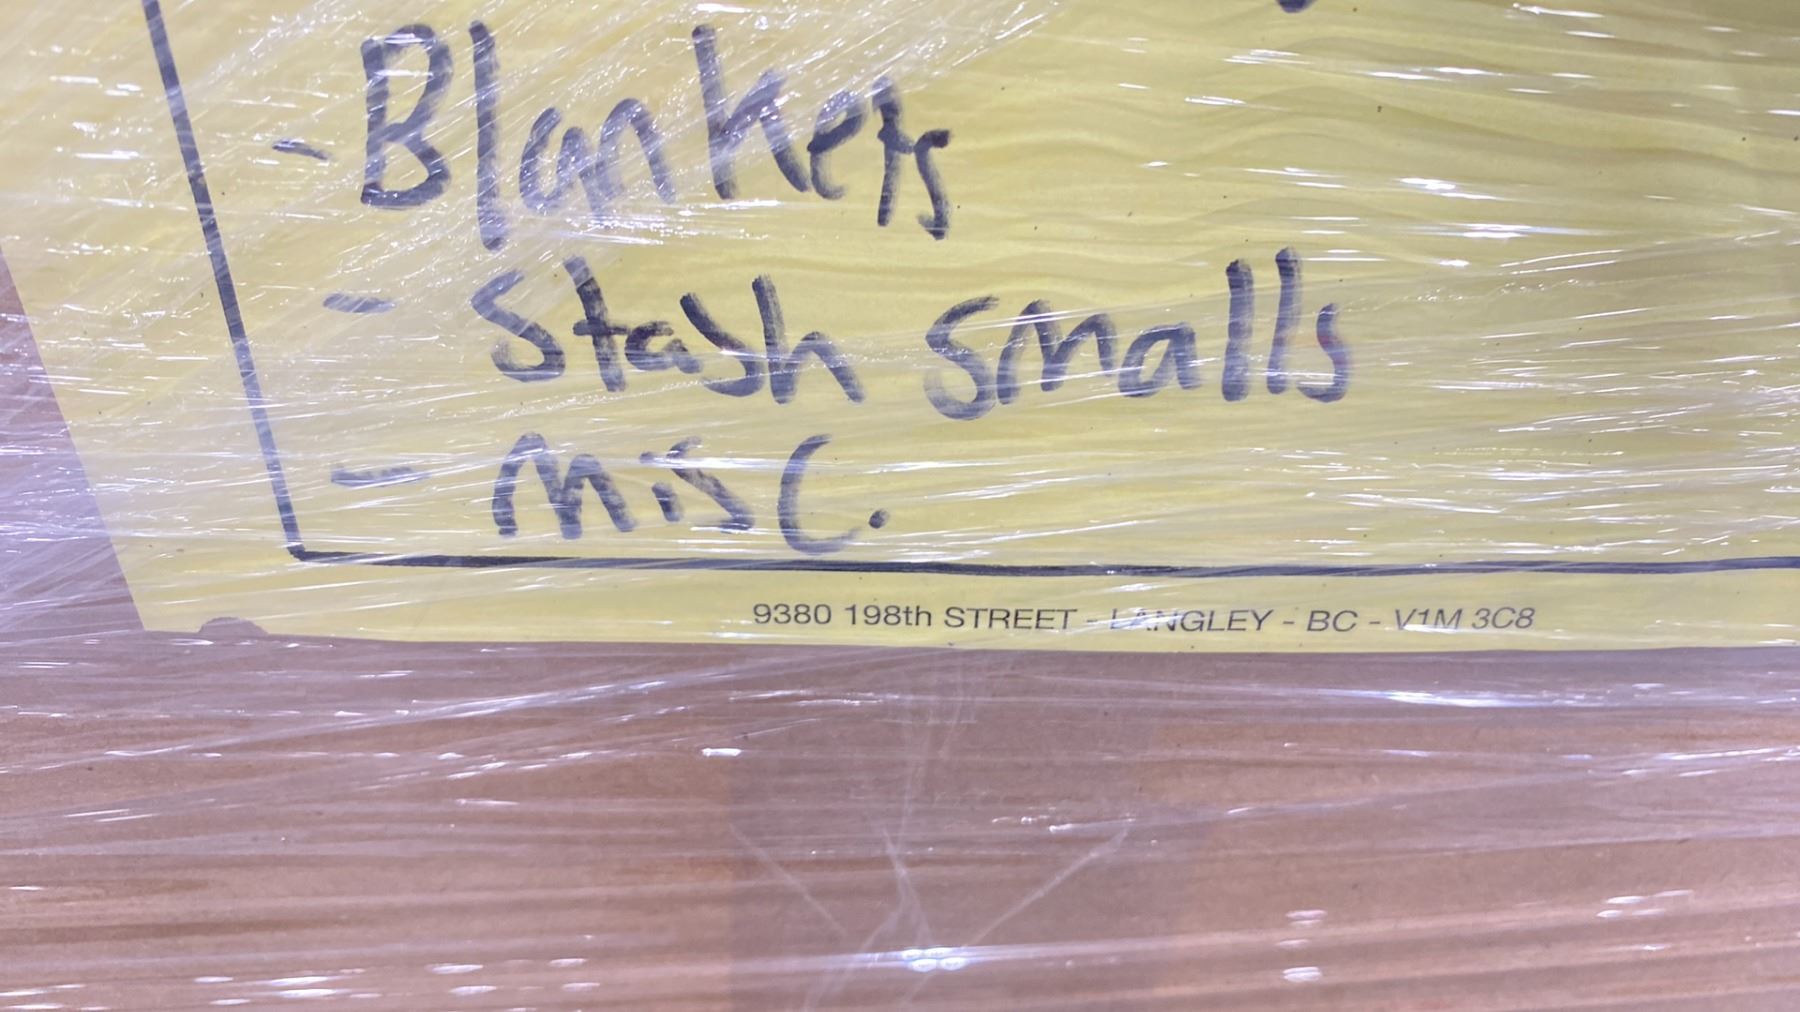 - Blankets
- Stash smalls
- Misc.
9380 198th STREET - LANGLEY - BC - V1M 3C8